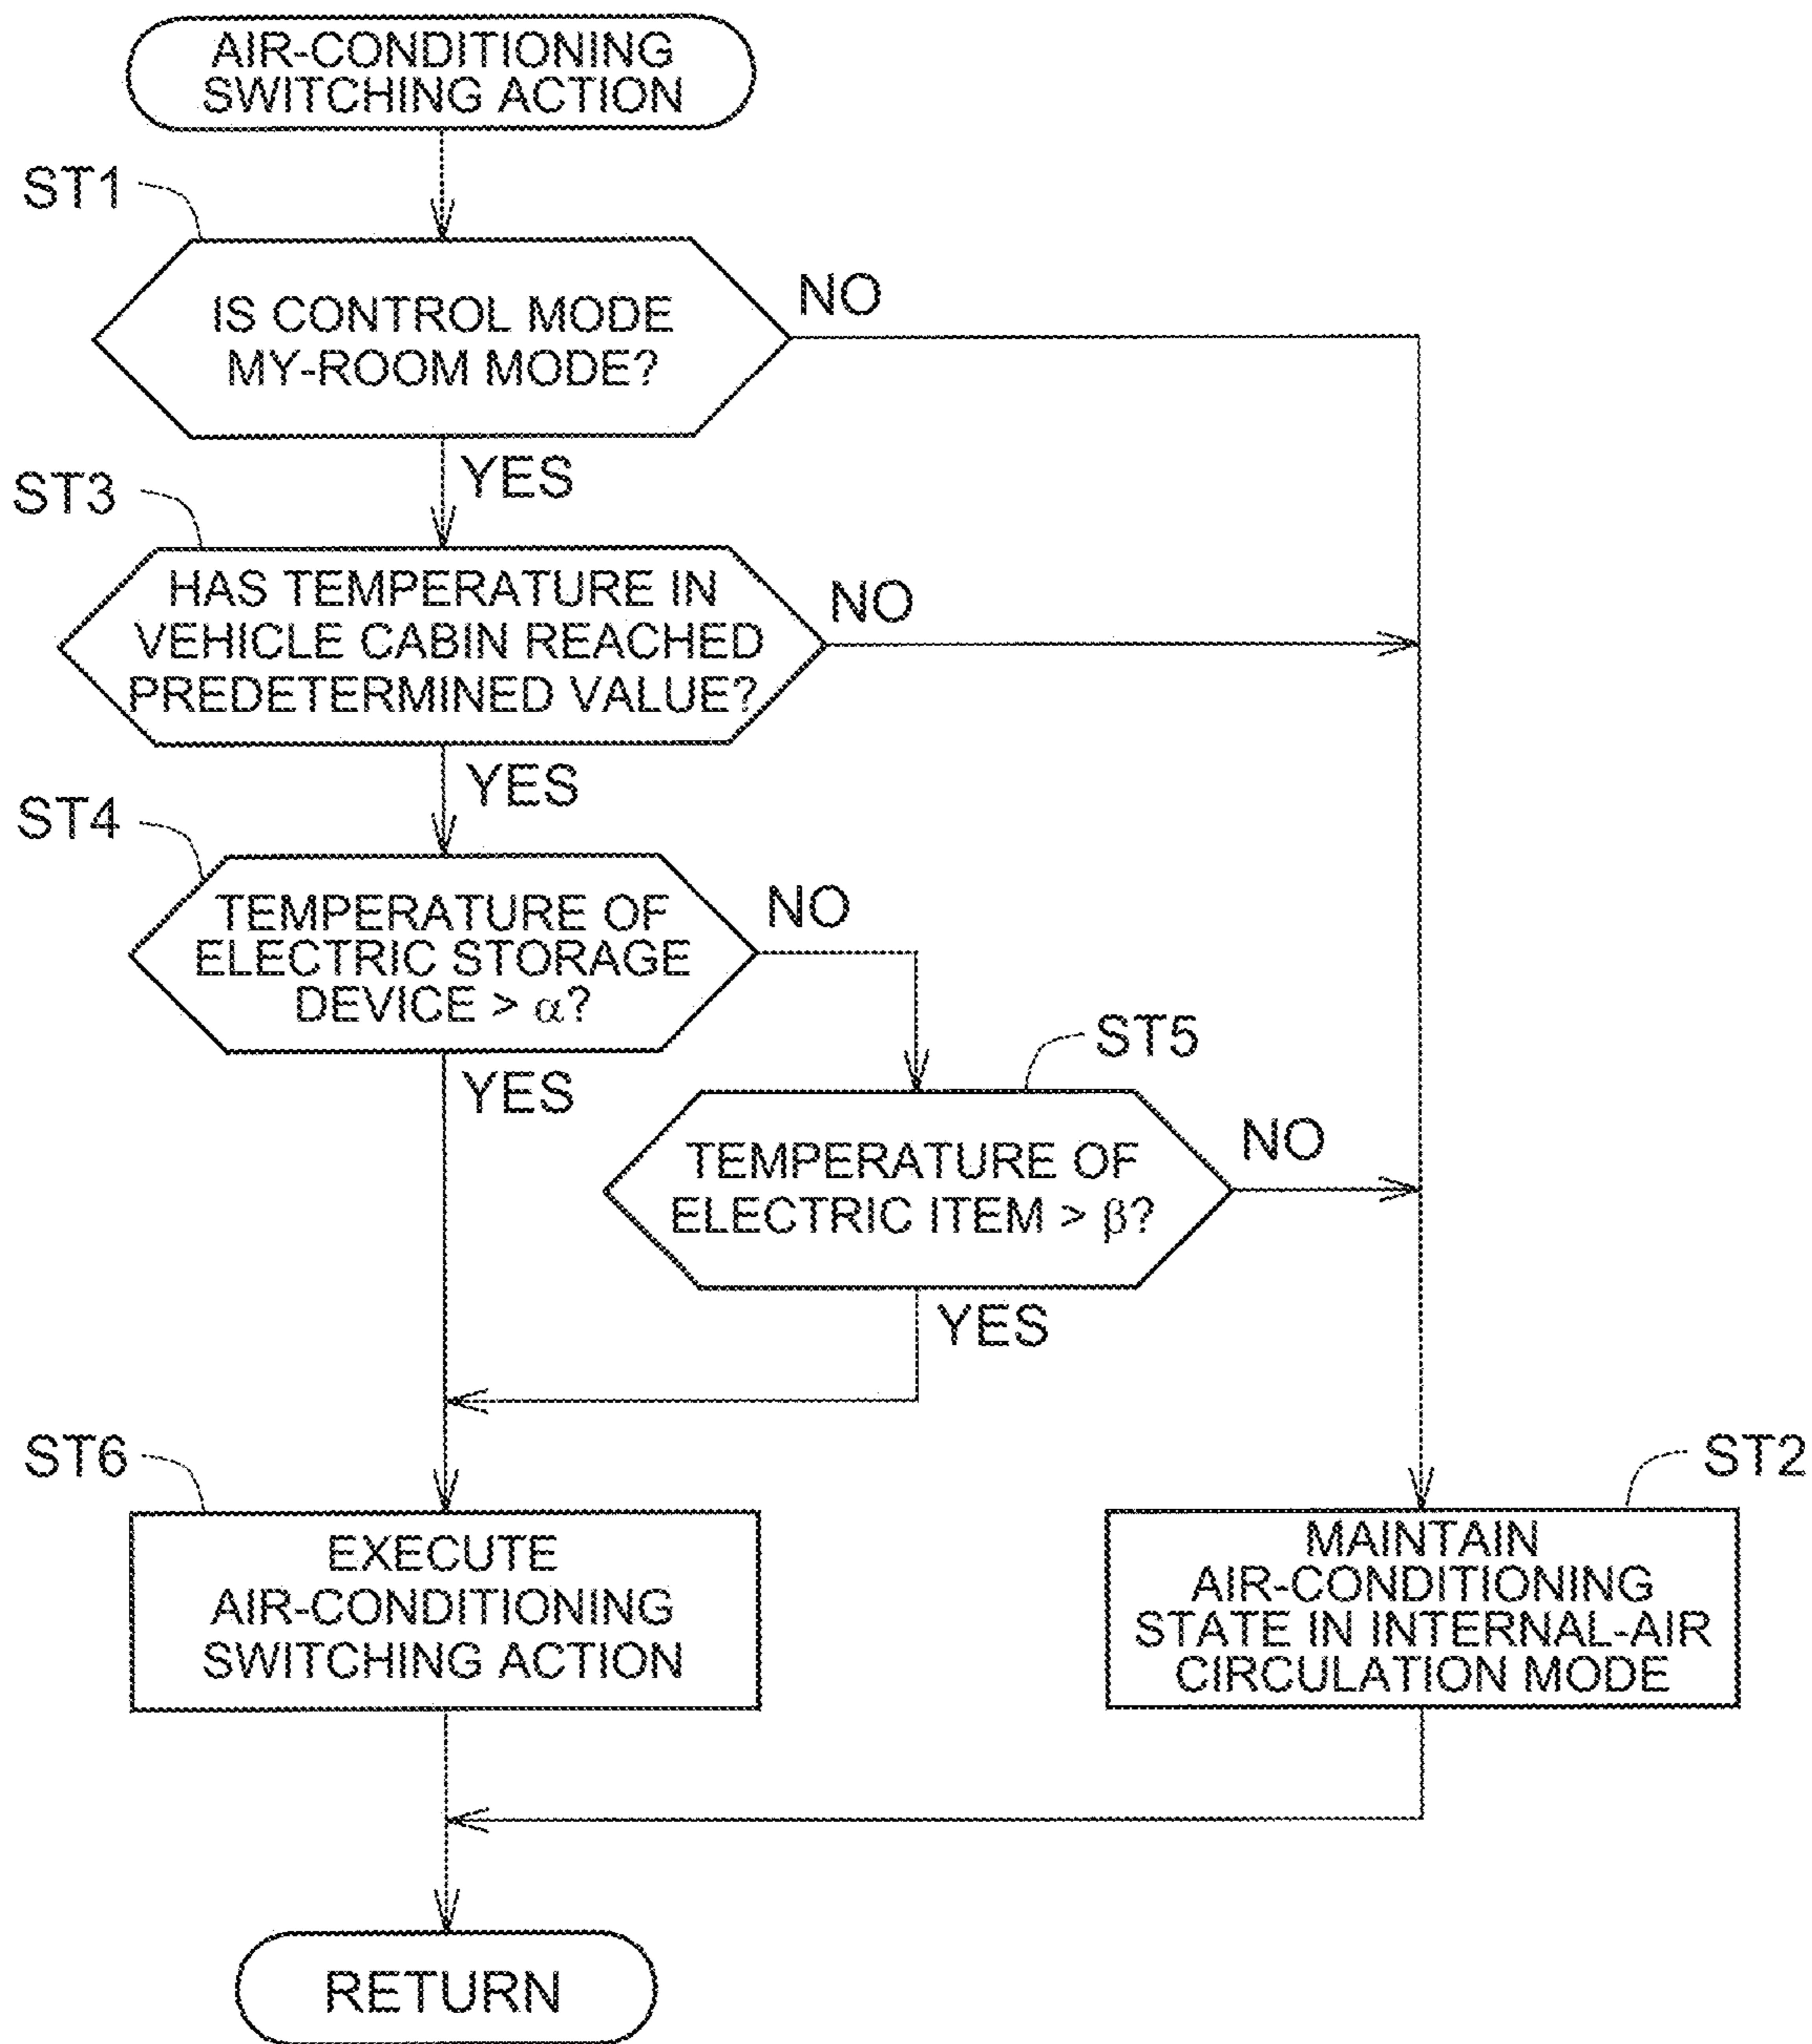 AIR-CONDITIONING
SWITCHING ACTION
ST1
IS CONTROL MODE
MY-ROOM MODE?
NO
YES
ST3
HAS TEMPERATURE IN
VEHICLE CABIN REACHED
PREDETERMINED VALUE?
NO
YES
ST4
TEMPERATURE OF
ELECTRIC STORAGE
DEVICE > α?
NO
YES
ST5
TEMPERATURE OF
ELECTRIC ITEM > β?
NO
YES
ST6
EXECUTE
AIR-CONDITIONING
SWITCHING ACTION
ST2
MAINTAIN
AIR-CONDITIONING
STATE IN INTERNAL-AIR
CIRCULATION MODE
RETURN